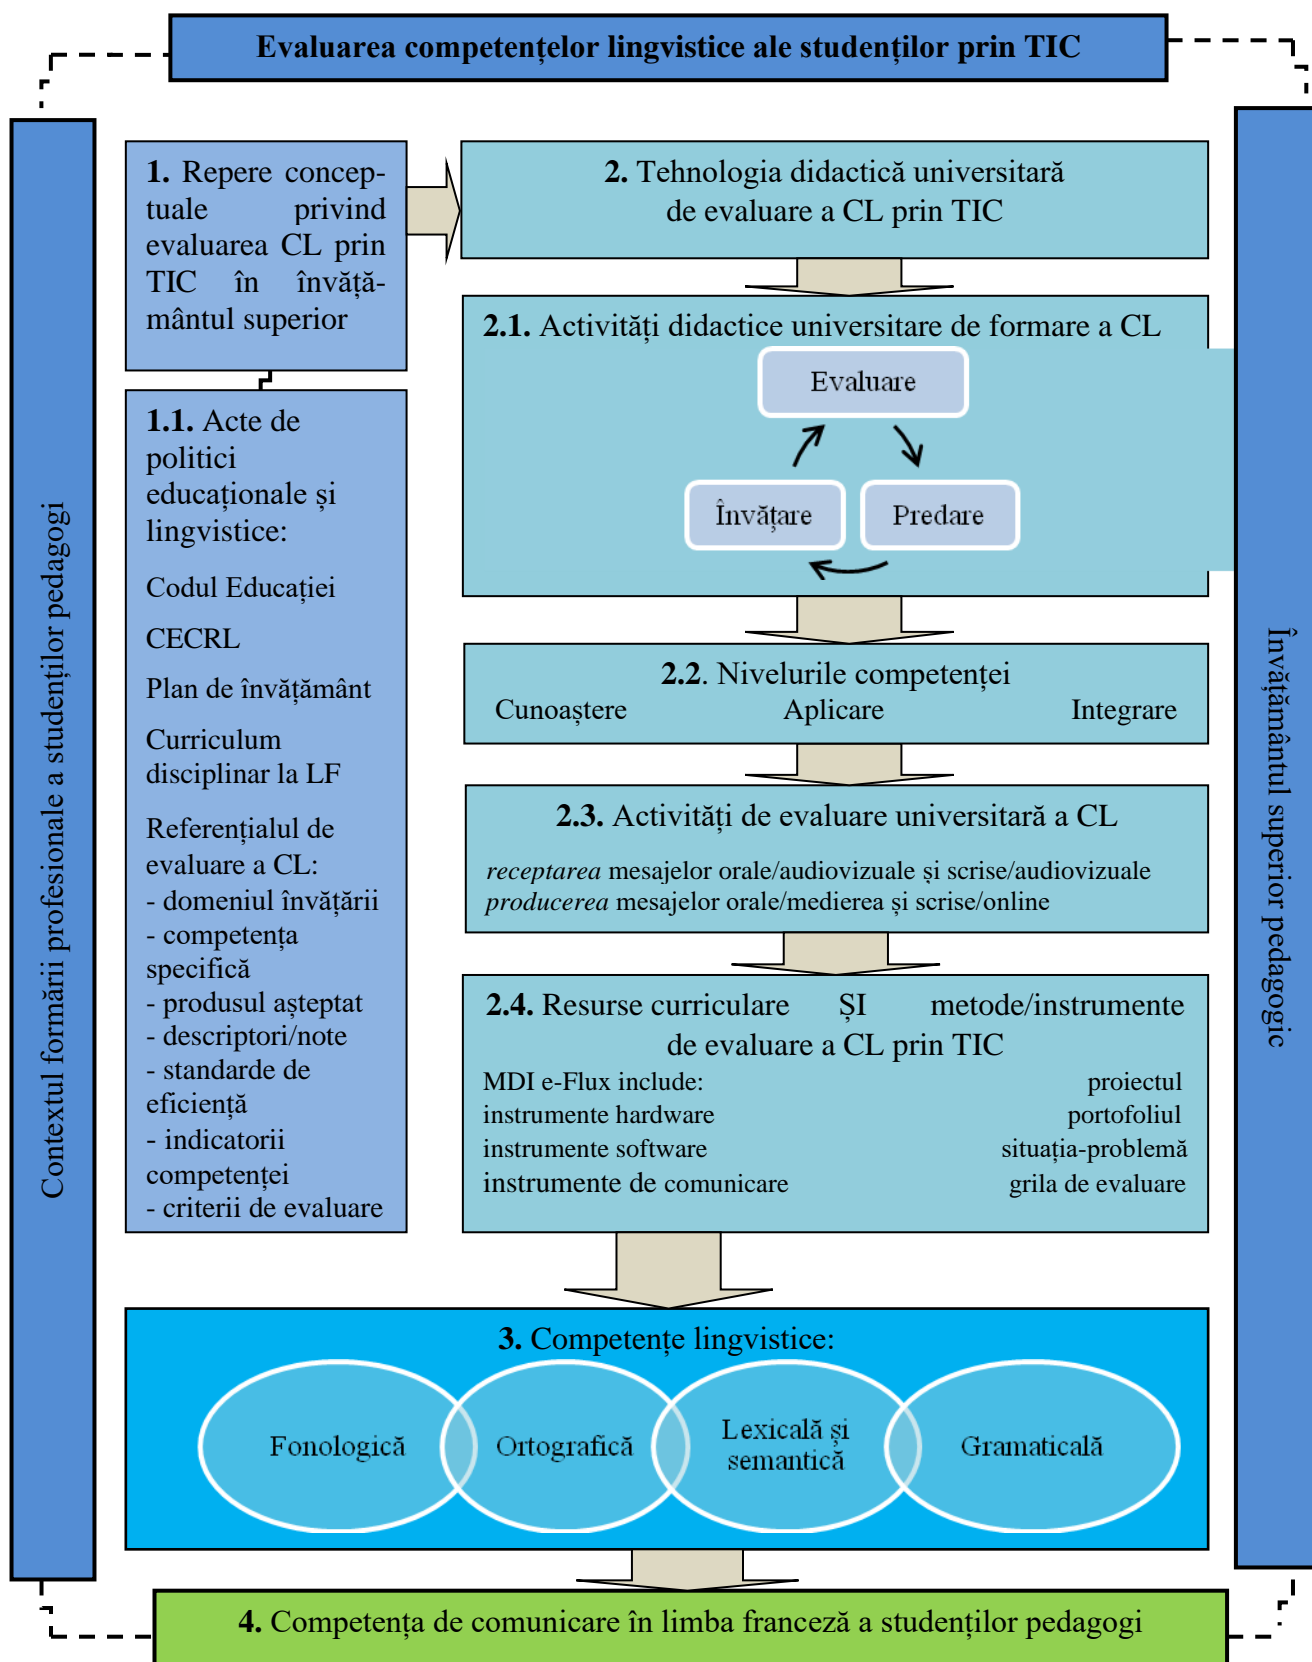 Evaluarea competențelor lingvistice ale studenților prin TIC
Contextul formării profesionale a studenților pedagogi
1. Repere concep-
tuale privind
evaluarea CL prin
TIC în învăță-
mântul superior
1.1. Acte de
politici
educaționale și
lingvistice:
Codul Educației
CECRL
Plan de învățământ
Curriculum
disciplinar la LF
Referențialul de
evaluare a CL:
- domeniul învățării
- competența
specifică
- produsul așteptat
- descriptori/note
- standarde de
eficiență
- indicatorii
competenței
- criterii de evaluare
2. Tehnologia didactică universitară
de evaluare a CL prin TIC
2.1. Activități didactice universitare de formare a CL
Evaluare
Învățare Predare
2.2. Nivelurile competenței
Cunoaștere Aplicare Integrare
2.3. Activități de evaluare universitară a CL
receptarea mesajelor orale/audiovizuale și scrise/audiovizuale
producerea mesajelor orale/medierea și scrise/online
2.4. Resurse curriculare ȘI metode/instrumente
de evaluare a CL prin TIC
MDI e-Flux include: proiectul
instrumente hardware portofoliul
instrumente software situația-problemă
instrumente de comunicare grila de evaluare
Învățământul superior pedagogic
3. Competențe lingvistice:
Fonologică Ortografică Lexicală și
semantică Gramaticală
4. Competența de comunicare în limba franceză a studenților pedagogi